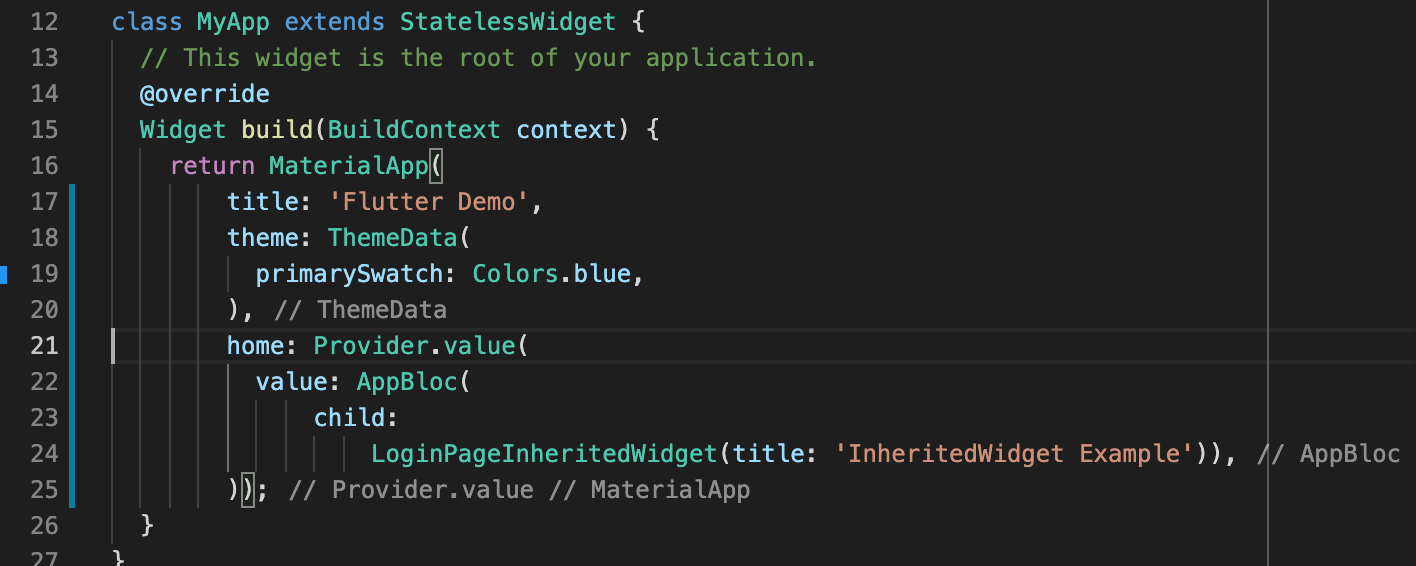 12 class MyApp extends StatelessWidget {
13 // This widget is the root of your application.
14 @override
15 Widget build(BuildContext context) {
16 return MaterialApp(
17 title: 'Flutter Demo',
18 theme: ThemeData(
19 primarySwatch: Colors.blue,
20 ), // ThemeData
21 home: Provider.value(
22 value: AppBloc(
23 child:
24 LoginPageInheritedWidget(title: 'InheritedWidget Example')), // AppBloc
25 )); // Provider.value // MaterialApp
26 }
27 }